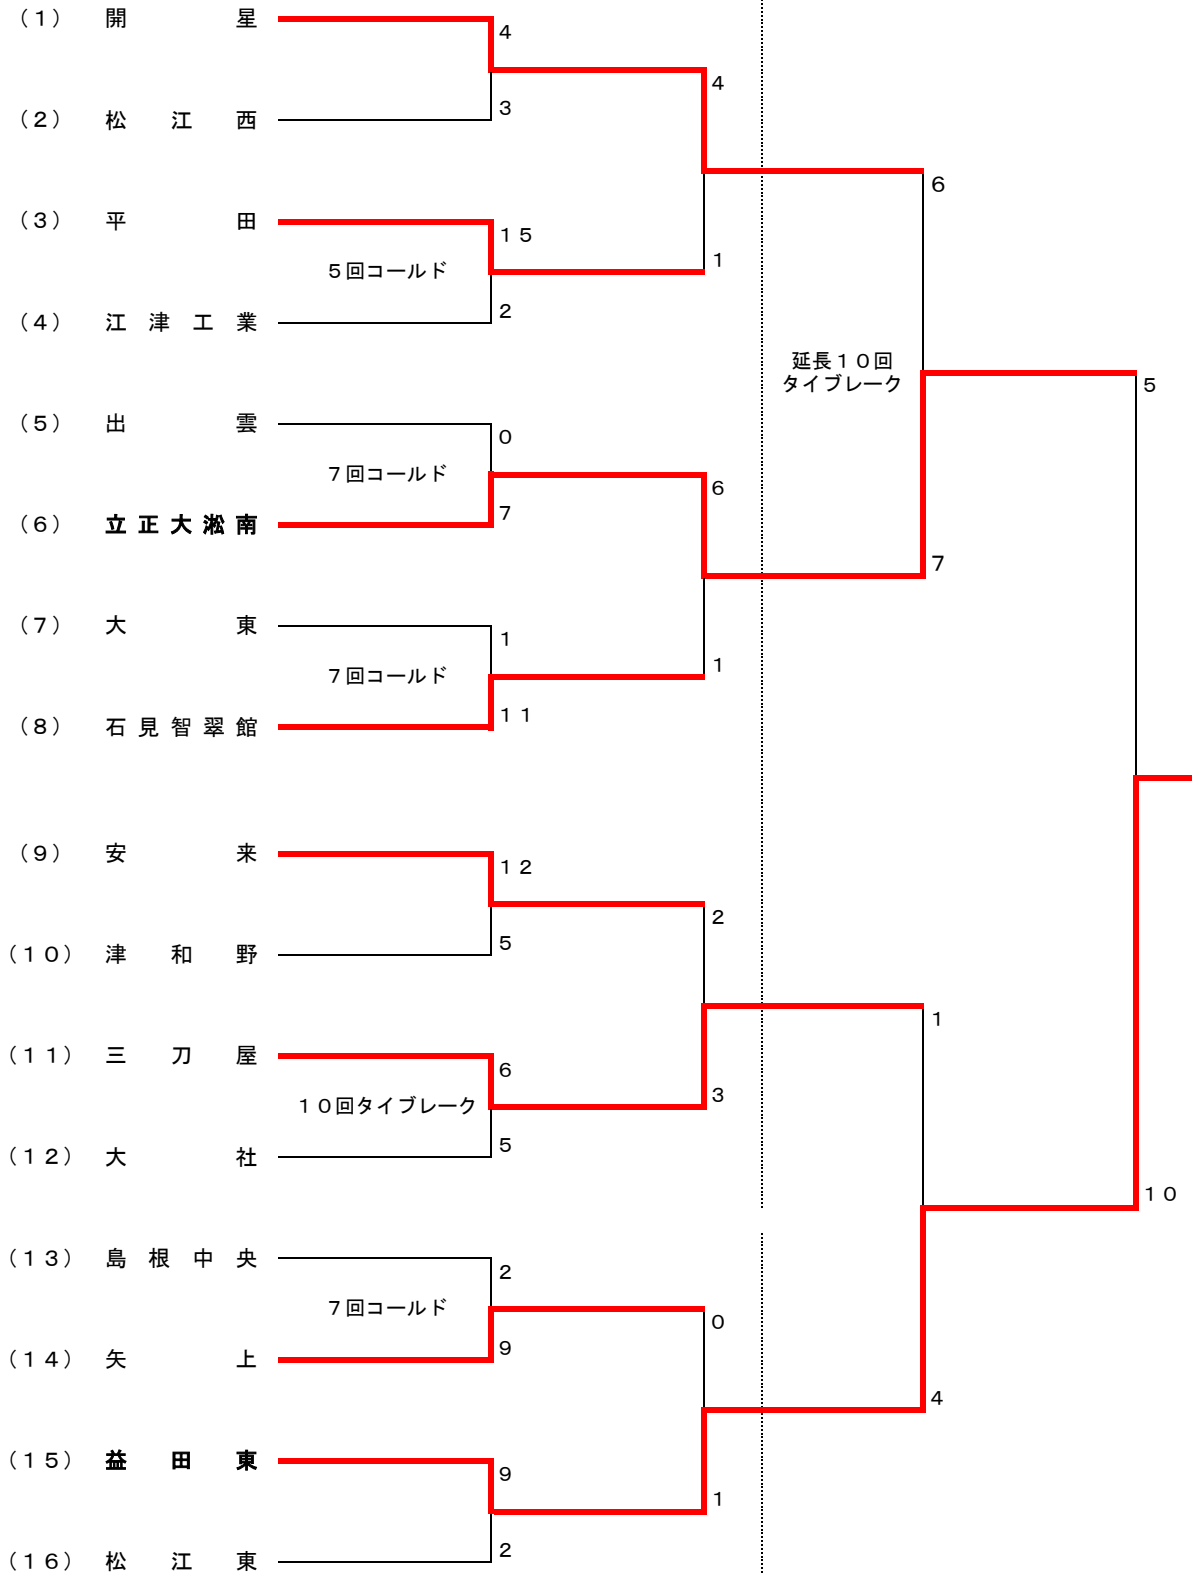 （１） 開星
4
4
（２） 松江西
3
6
（３） 平田
１５
５回コールド
1
（４） 江津工業
2
延長１０回
タイブレーク
5
（５） 出雲
0
７回コールド
6
（６） 立正大淞南
7
7
（７） 大東
1
７回コールド
1
（８） 石見智翠館
１１
（９） 安来
１２
2
（１０） 津和野
5
1
（１１） 三刀屋
6
１０回タイブレーク
3
（１２） 大社
5
１０
（１３） 島根中央
2
７回コールド
0
（１４） 矢上
9
4
（１５） 益田東
9
1
（１６） 松江東
2